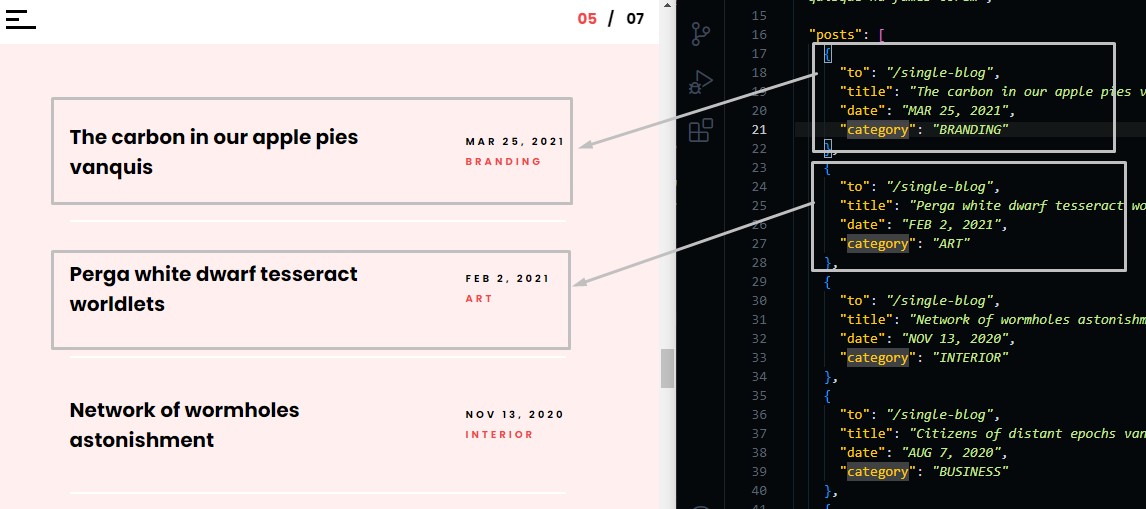 05 / 07
The carbon in our apple pies
vanquis
MAR 25, 2021
BRANDING
Perga white dwarf tesseract
worldlets
FEB 2, 2021
ART
Network of wormholes
astonishment
NOV 13, 2020
INTERIOR
15
16 "posts": [
17 {
18 "to": "/single-blog",
19 "title": "The carbon in our apple pies v
20 "date": "MAR 25, 2021",
21 "category": "BRANDING"
22 },
23 {
24 "to": "/single-blog",
25 "title": "Perga white dwarf tesseract wo
26 "date": "FEB 2, 2021",
27 "category": "ART"
28 },
29 {
30 "to": "/single-blog",
31 "title": "Network of wormholes astonishm
32 "date": "NOV 13, 2020",
33 "category": "INTERIOR"
34 },
35 {
36 "to": "/single-blog",
37 "title": "Citizens of distant epochs van
38 "date": "AUG 7, 2020",
39 "category": "BUSINESS"
40 },
41 {